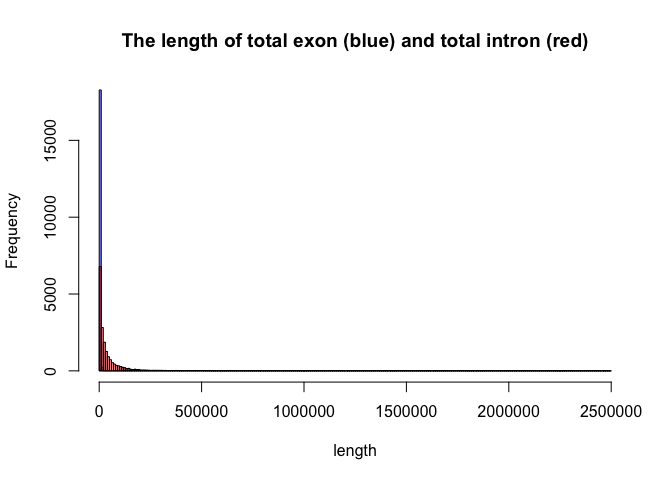 The length of total exon (blue) and total intron (red)
Frequency
15000
10000
5000
0
0 500000 1000000 1500000 2000000 2500000
length